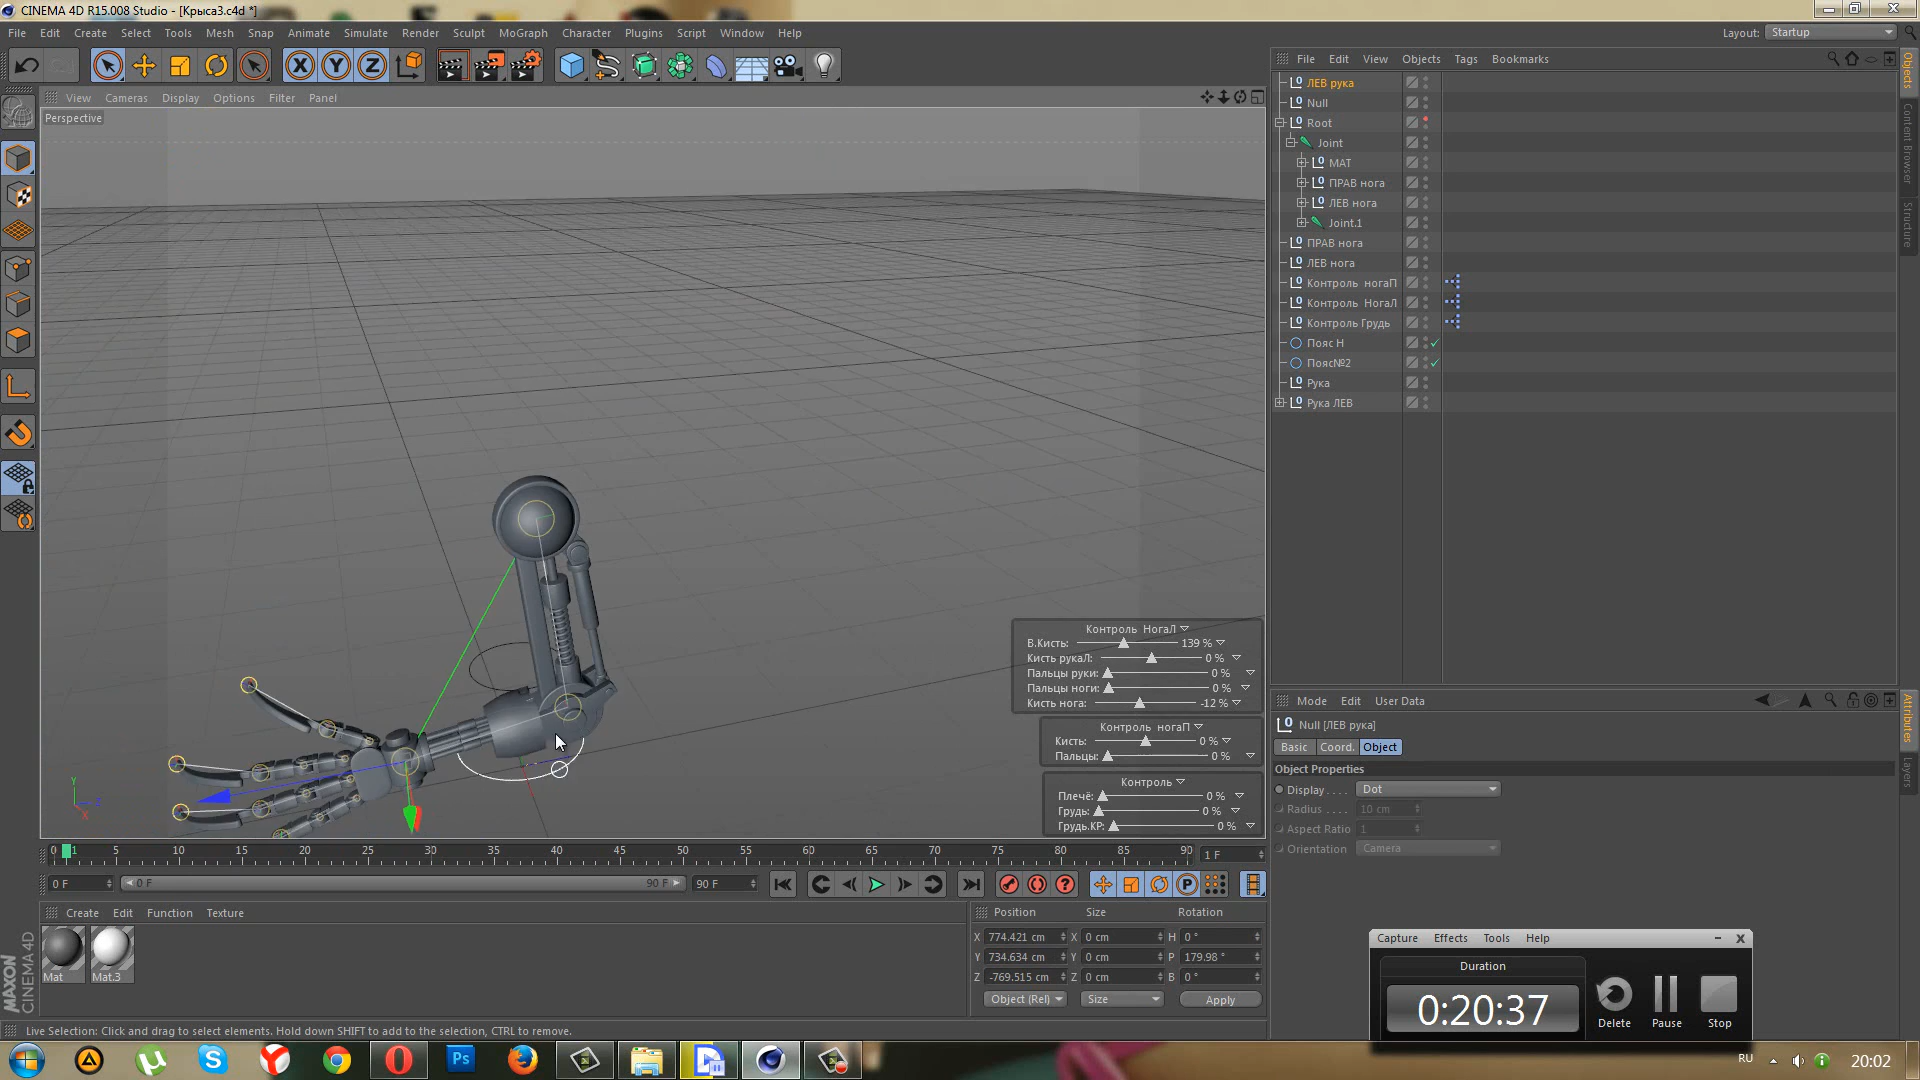 CINEMA 4D R15.008 Studio - [Крыса3.c4d *]
File Edit Create Select Tools Mesh Snap Animate Simulate Render Sculpt MoGraph Character Plugins Script Window Help
Layout: Startup
View Cameras Display Options Filter Panel
Perspective
File Edit View Objects Tags Bookmarks
ЛЕВ рука
Null
Root
Joint
МАТ
ПРАВ нога
ЛЕВ нога
Joint.1
ПРАВ нога
ЛЕВ нога
Контроль ногаП
Контроль НогаЛ
Контроль Грудь
Пояс Н
Пояс№2
Рука
Рука ЛЕВ
Objects
Content Browser
Structure
Контроль НогаЛ
В.Кисть: 139 %
Кисть рукаЛ: 0 %
Пальцы руки: 0 %
Пальцы ноги: 0 %
Кисть нога: -12 %
Контроль ногаП
Кисть: 0 %
Пальцы: 0 %
Контроль
Плечё: 0 %
Грудь: 0 %
Грудь.КР: 0 %
Y
Z
X
Mode Edit User Data
Null [ЛЕВ рука]
Basic Coord. Object
Object Properties
Display . . . . Dot
Radius . . . . 10 cm
Aspect Ratio 1
Orientation . Camera
Attributes
Layers
0 1 5 10 15 20 25 30 35 40 45 50 55 60 65 70 75 80 85 90 1 F
0 F 0 F 90 F 90 F
Create Edit Function Texture
Mat Mat.3
MAXON CINEMA 4D
Position Size Rotation
X 774.421 cm X 0 cm H 0 °
Y 734.634 cm Y 0 cm P 179.98 °
Z -769.515 cm Z 0 cm B 0 °
Object (Rel) Size Apply
Live Selection: Click and drag to select elements. Hold down SHIFT to add to the selection, CTRL to remove.
Capture Effects Tools Help
Duration
0:20:37
Delete Pause Stop
Ps
RU 20:02